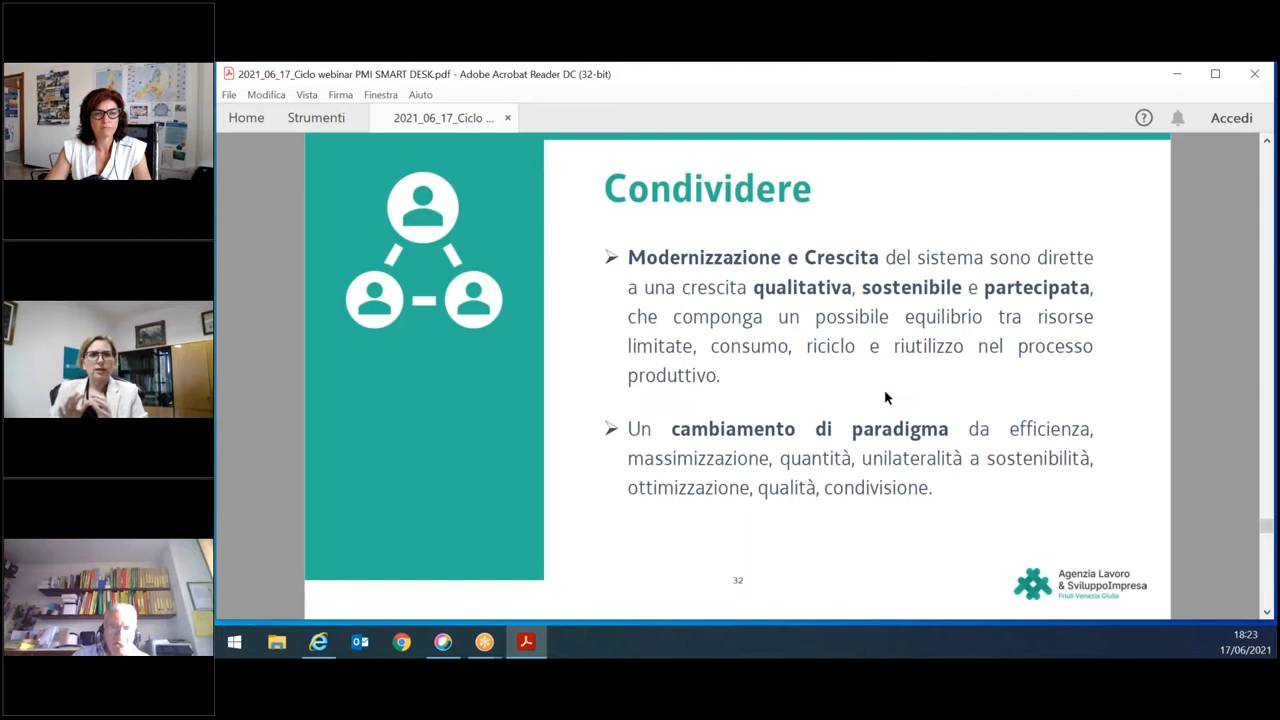 2021_06_17_Ciclo webinar PMI SMART DESK.pdf - Adobe Acrobat Reader DC (32-bit)
File Modifica Vista Firma Finestra Aiuto
Home Strumenti 2021_06_17_Ciclo ... × Accedi
Condividere
Modernizzazione e Crescita del sistema sono dirette
a una crescita qualitativa, sostenibile e partecipata,
che componga un possibile equilibrio tra risorse
limitate, consumo, riciclo e riutilizzo nel processo
produttivo.
Un cambiamento di paradigma da efficienza,
massimizzazione, quantità, unilateralità a sostenibilità,
ottimizzazione, qualità, condivisione.
32
Agenzia Lavoro
& SviluppoImpresa
Friuli Venezia Giulia
18:23
17/06/2021